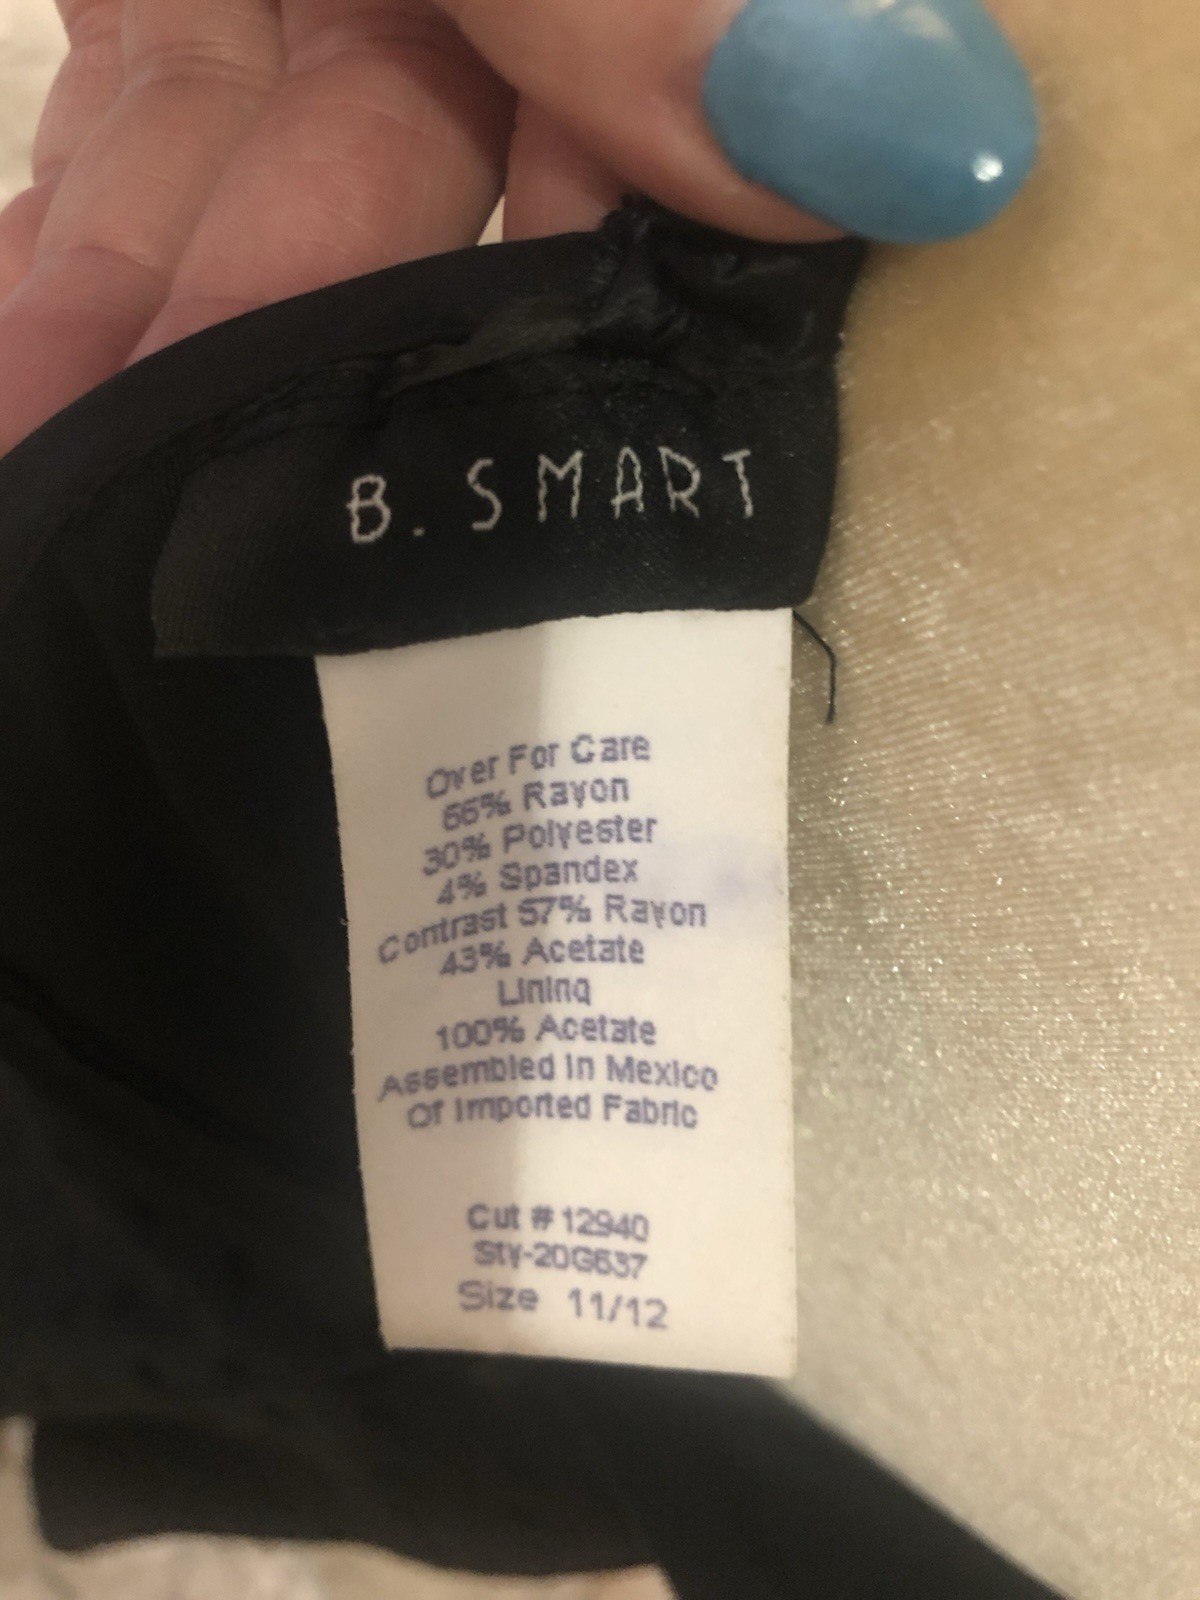 B. SMART
Over For Care
66% Rayon
30% Polyester
4% Spandex
Contrast 57% Rayon
43% Acetate
Lining
100% Acetate
Assembled in Mexico
Of Imported Fabric
Cut # 12940
Sty-20G637
Size 11/12